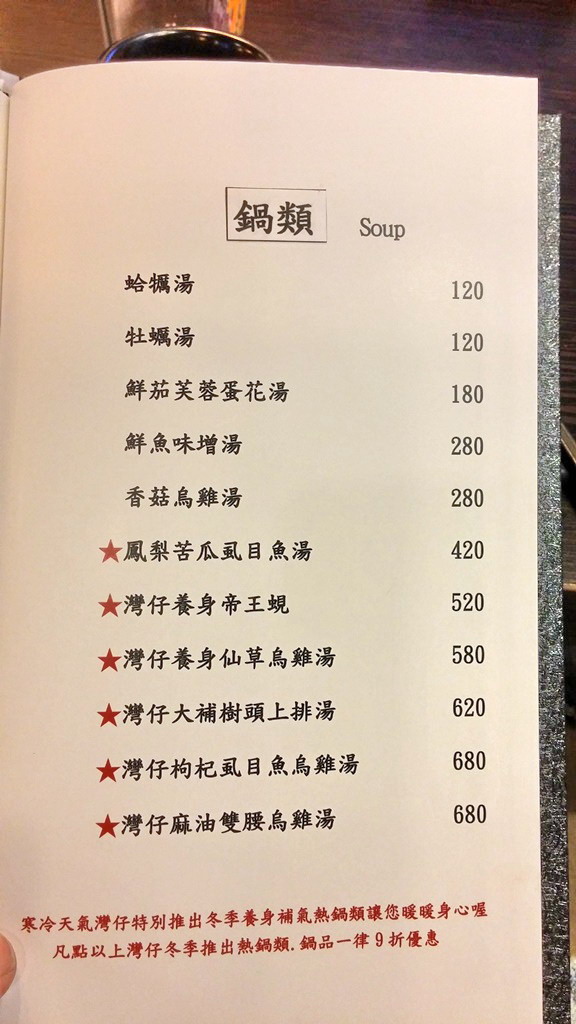 鍋類 Soup
蛤犡湯 120
牡蠣湯 120
鮮茄芙蓉蛋花湯 180
鮮魚味增湯 280
香菇烏雞湯 280
★鳳梨苦瓜虱目魚湯 420
★灣仔養身帝王蜆 520
★灣仔養身仙草烏雞湯 580
★灣仔大補樹頭上排湯 620
★灣仔枸杞虱目魚烏雞湯 680
★灣仔麻油雙腰烏雞湯 680
寒冷天氣灣仔特別推出冬季養身補氣熱鍋類讓您暖暖身心喔
凡點以上灣仔冬季推出熱鍋類.鍋品一律9折優惠